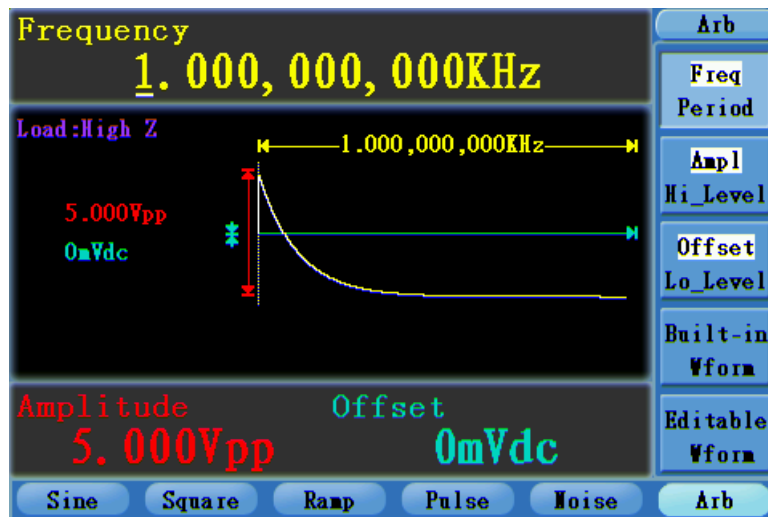 Frequency
1.000,000,000KHz
Load:High Z
1.000,000,000KHz
5.000Vpp
0mVdc
Amplitude
5.000Vpp
Offset
0mVdc
Arb
Freq
Period
Ampl
Hi_Level
Offset
Lo_Level
Built-in
Wform
Editable
Wform
Sine
Square
Ramp
Pulse
Noise
Arb